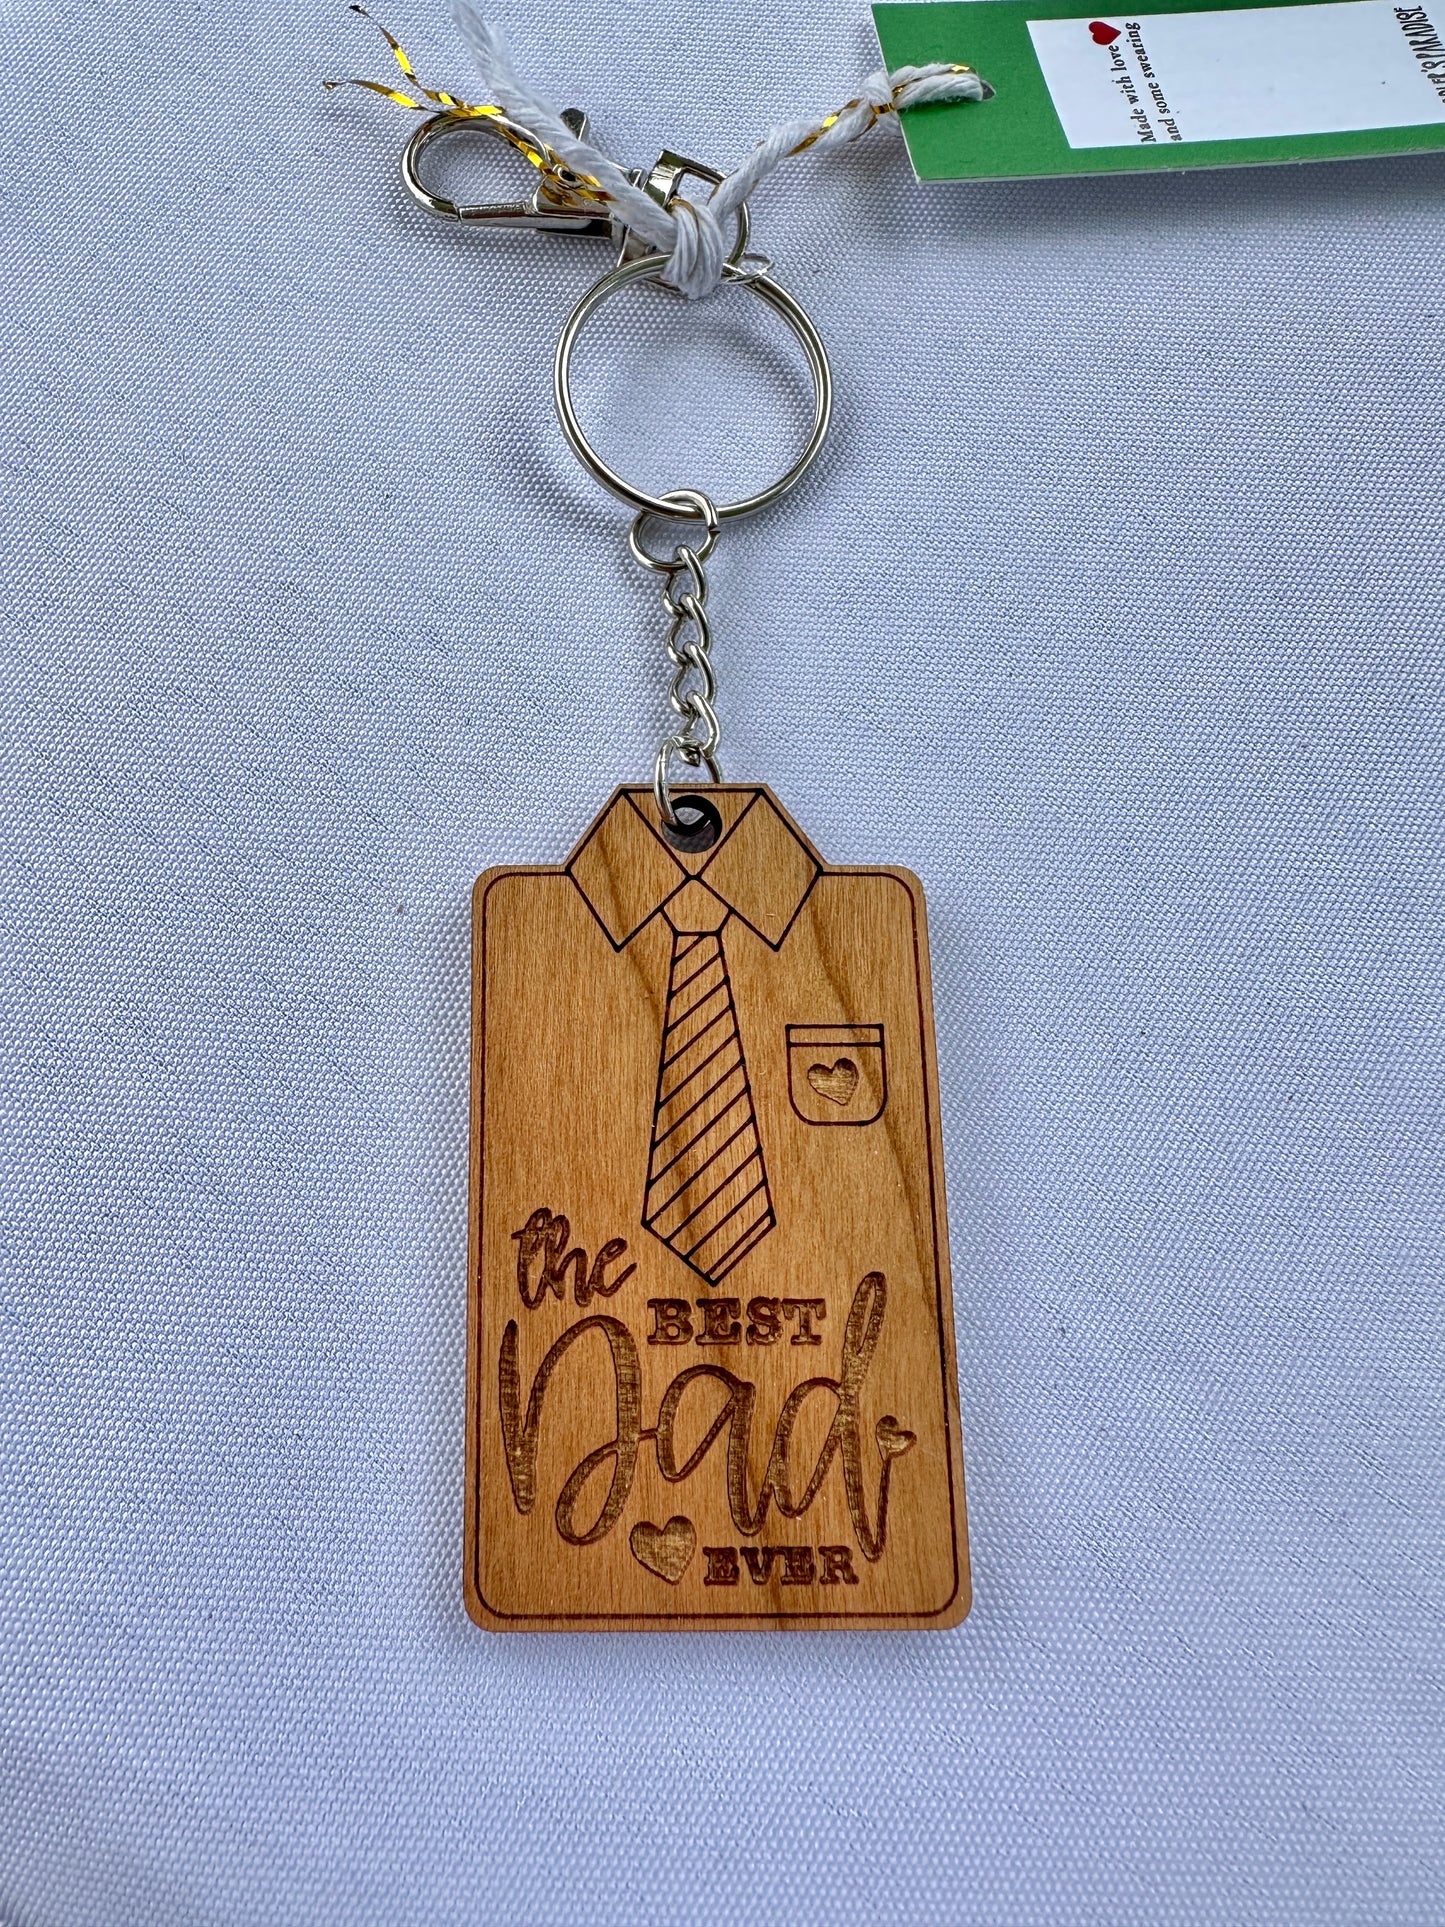 Made with love
and some swearing
the
BEST
Dad
EVER